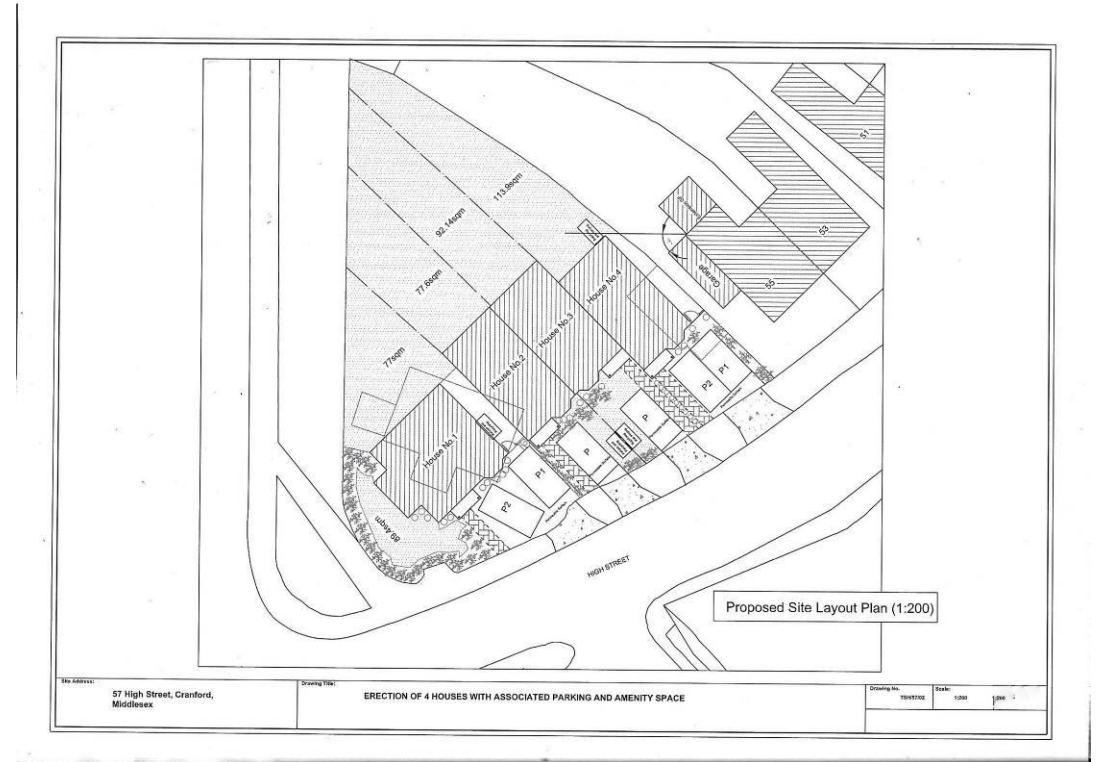 51
53
55
Garage
113.9sqm
92.14sqm
77.6sqm
77sqm
House No.4
House No.3
House No.2
House No.1
P1
P2
P
P
P1
P2
89.4sqm
HIGH STREET
Proposed Site Layout Plan (1:200)
Site Address:
57 High Street, Cranford,
Middlesex
Drawing Title:
ERECTION OF 4 HOUSES WITH ASSOCIATED PARKING AND AMENITY SPACE
Drawing No.
Scale:
1:200